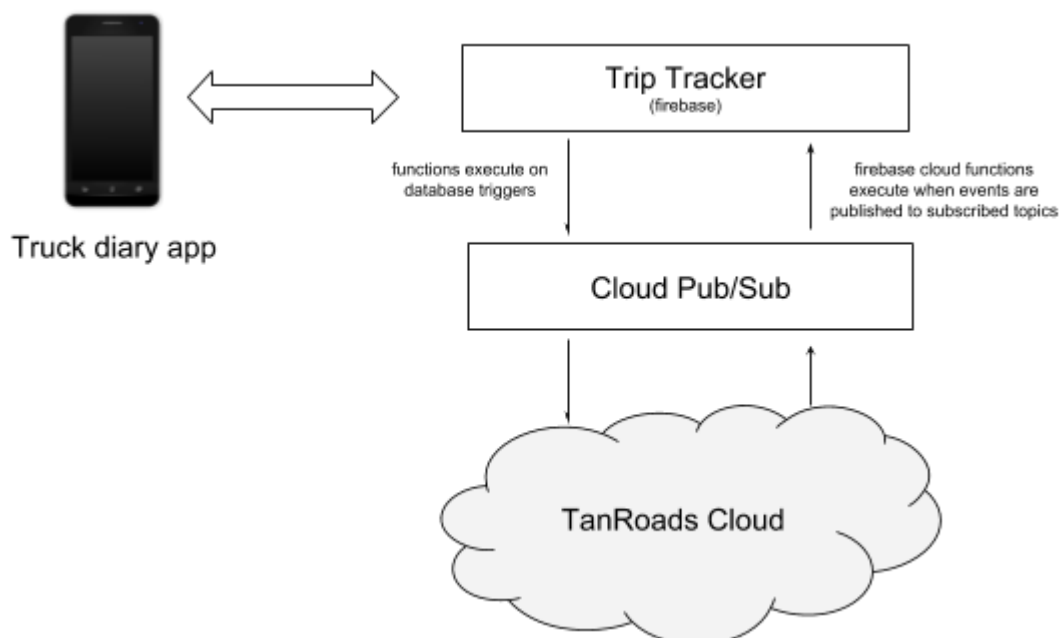 Trip Tracker
(firebase)
functions execute on
database triggers
firebase cloud functions
execute when events are
published to subscribed topics
Truck diary app
Cloud Pub/Sub
TanRoads Cloud